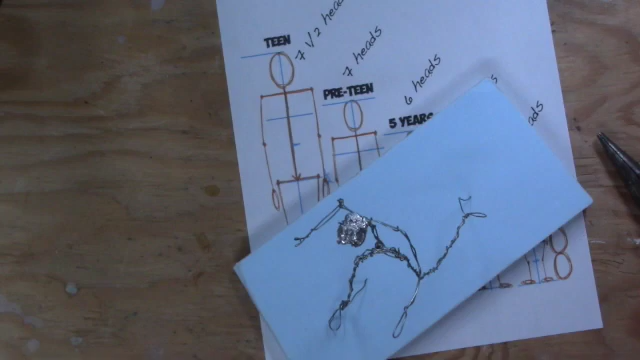 TEEN
7 1/2 heads
PRE-TEEN
7 heads
5 YEARS
6 heads